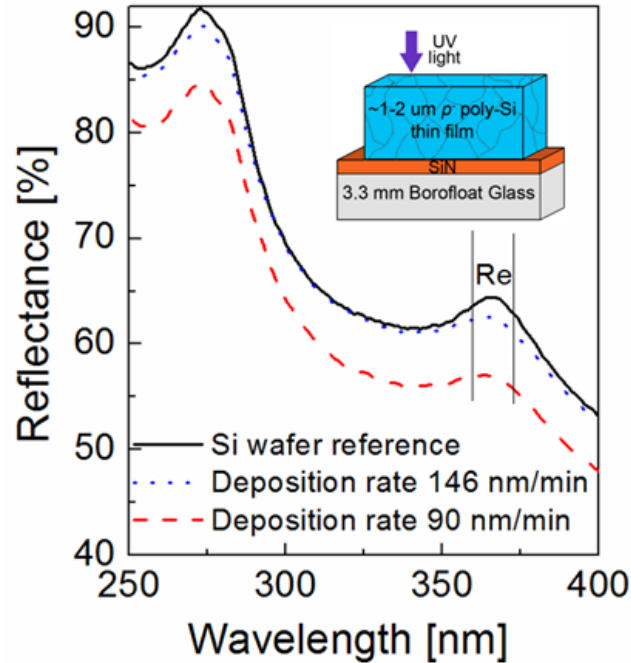 90
80
70
60
50
40
250
300
350
400
Reflectance [%]
Wavelength [nm]
UV
light
~1-2 um p⁻ poly-Si
thin film
SiN
3.3 mm Borofloat Glass
Re
Si wafer reference
Deposition rate 146 nm/min
Deposition rate 90 nm/min